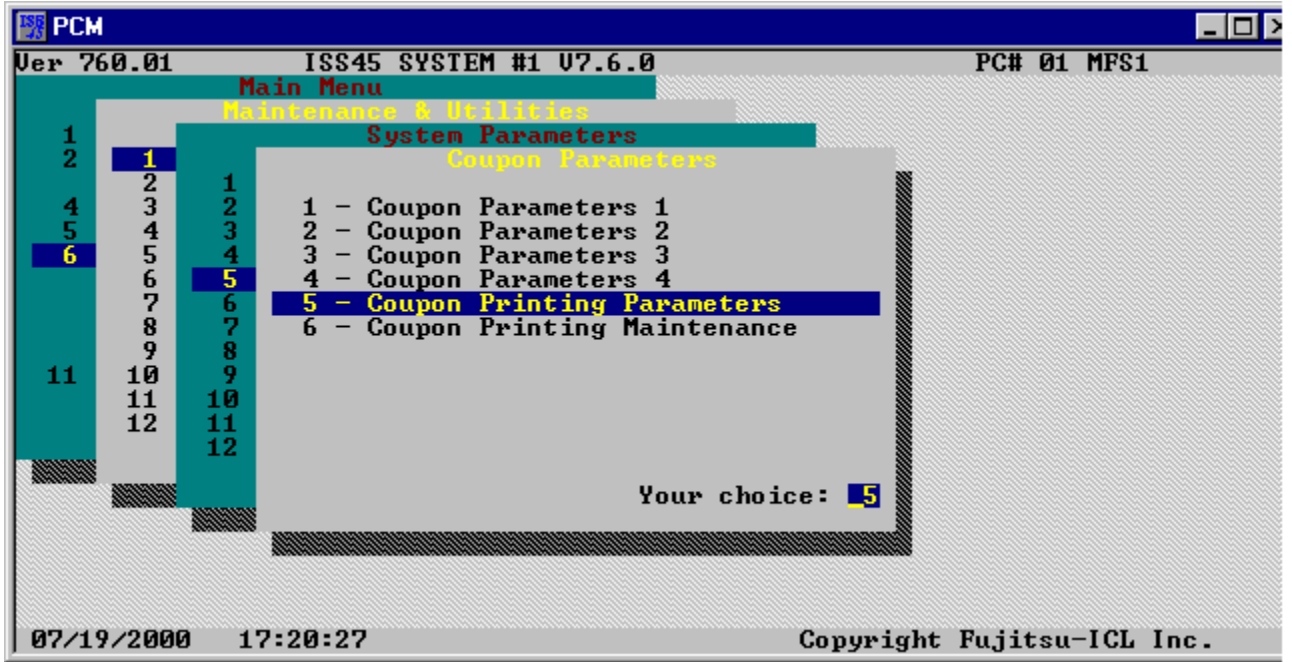 PCM
Ver 760.01 ISS45 SYSTEM #1 V7.6.0 PC# 01 MFS1
Main Menu
Maintenance & Utilities
1 System Parameters
2 1 Coupon Parameters
2 1
4 3 2 1 - Coupon Parameters 1
5 4 3 2 - Coupon Parameters 2
6 5 4 3 - Coupon Parameters 3
6 5 4 - Coupon Parameters 4
7 6 5 - Coupon Printing Parameters
8 7 6 - Coupon Printing Maintenance
9 8
11 10 9
11 10
12 11
12
Your choice: 5
07/19/2000 17:20:27 Copyright Fujitsu-ICL Inc.